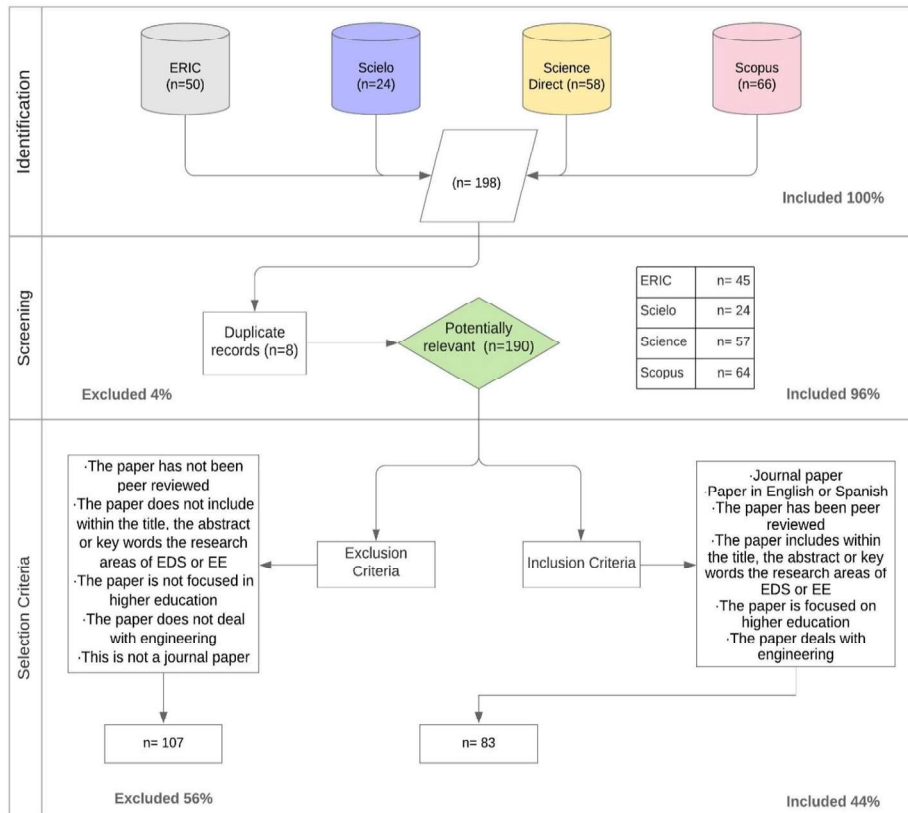 Identification
ERIC
(n=50)
Scielo
(n=24)
Science
Direct (n=58)
Scopus
(n=66)
(n= 198)
Included 100%
Screening
Duplicate
records (n=8)
Potentially
relevant (n=190)
ERIC n= 45
Scielo n= 24
Science n= 57
Scopus n= 64
Excluded 4%
Included 96%
Selection Criteria
·The paper has not been
peer reviewed
·The paper does not include
within the title, the abstract
or key words the research
areas of EDS or EE
·The paper is not focused in
higher education
·The paper does not deal
with engineering
·This is not a journal paper
Exclusion
Criteria
Inclusion Criteria
·Journal paper
·Paper in English or Spanish
·The paper has been peer
reviewed
·The paper includes within
the title, the abstract or key
words the research areas of
EDS or EE
·The paper is focused on
higher education
·The paper deals with
engineering
n= 107
n= 83
Excluded 56%
Included 44%